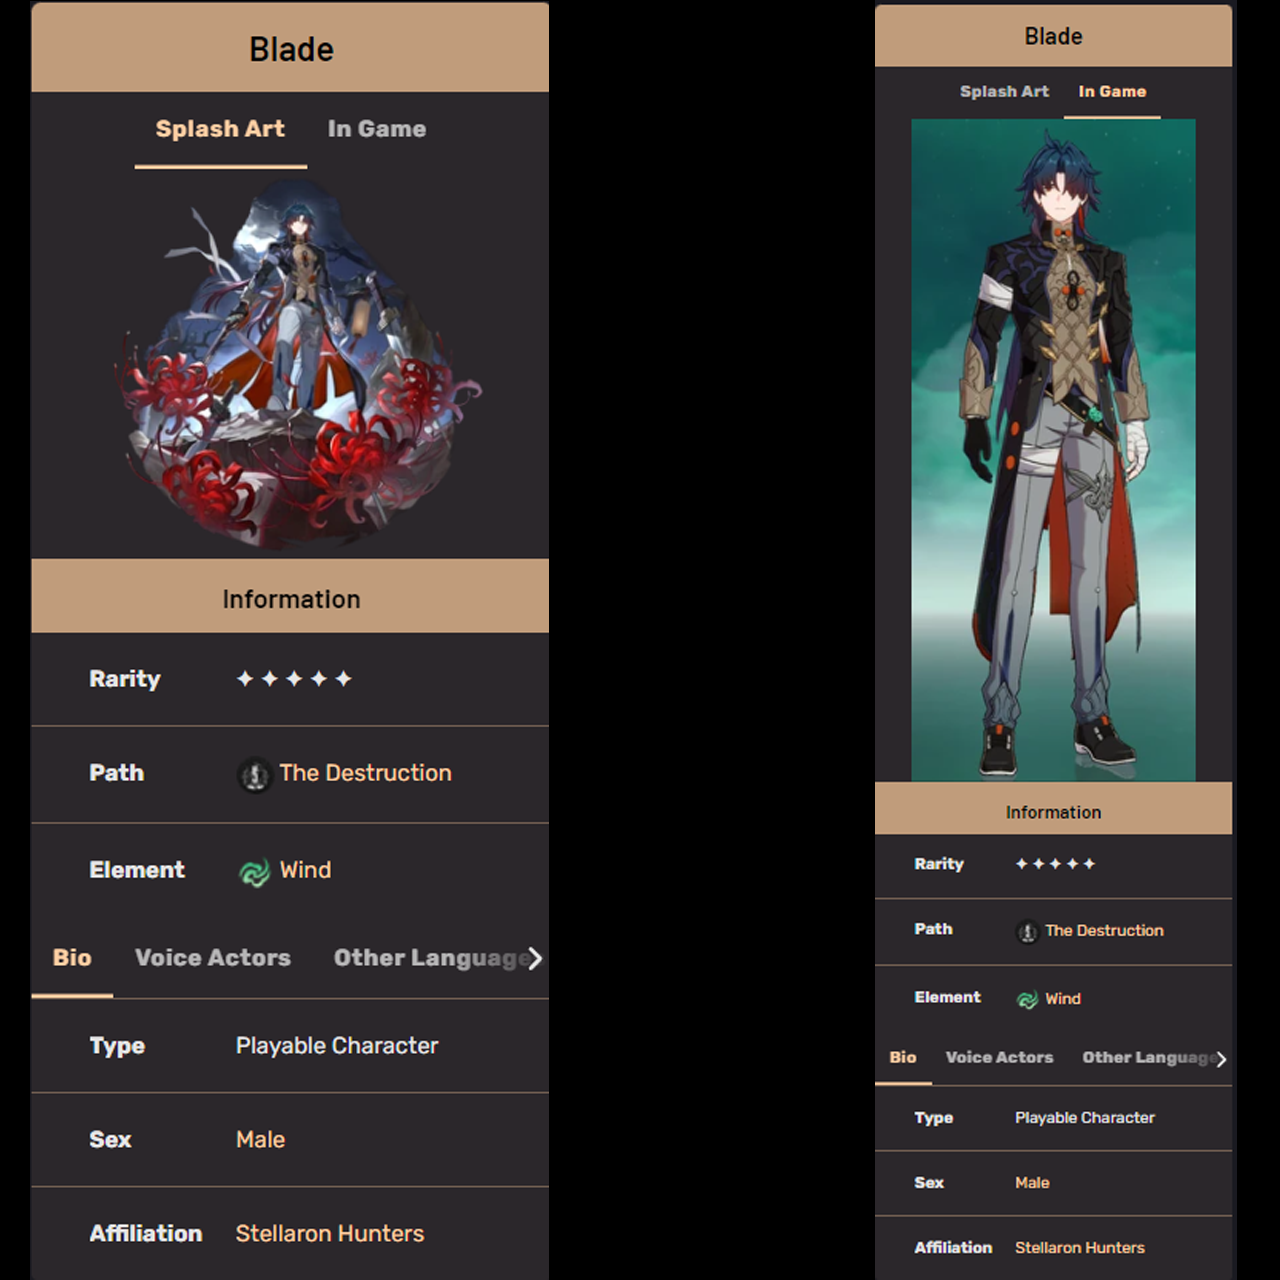 Blade
Splash Art In Game
Information
Rarity
Path The Destruction
Element Wind
Bio Voice Actors Other Language
Type Playable Character
Sex Male
Affiliation Stellaron Hunters
Blade
Splash Art In Game
Information
Rarity
Path The Destruction
Element Wind
Bio Voice Actors Other Language
Type Playable Character
Sex Male
Affiliation Stellaron Hunters